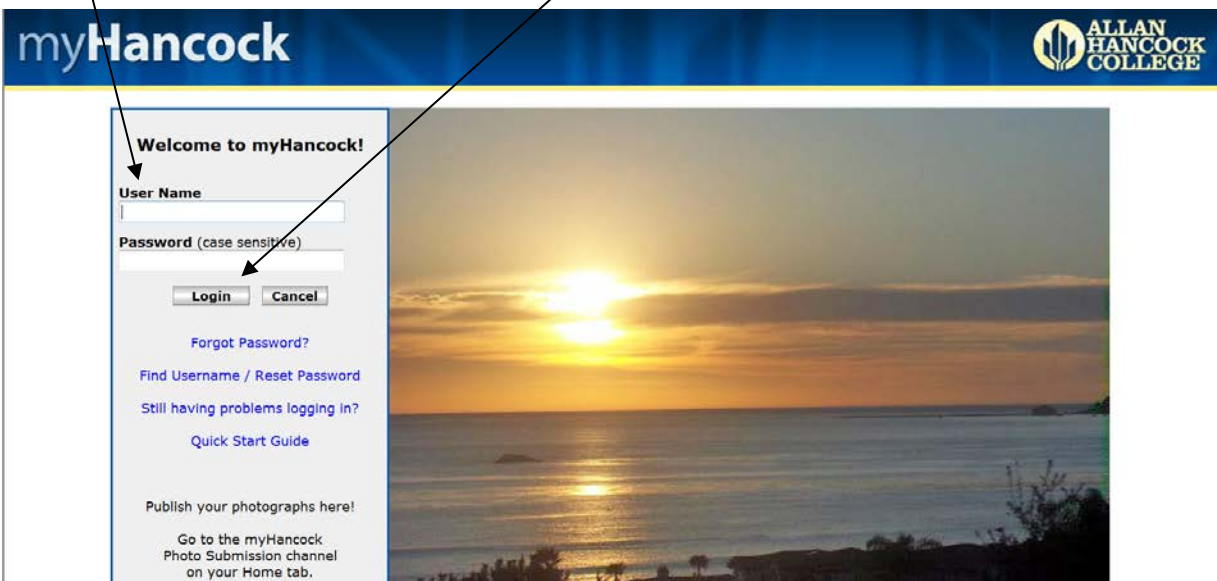 myHancock
ALLAN
HANCOCK
COLLEGE
Welcome to myHancock!
User Name
Password (case sensitive)
Login Cancel
Forgot Password?
Find Username / Reset Password
Still having problems logging in?
Quick Start Guide
Publish your photographs here!
Go to the myHancock
Photo Submission channel
on your Home tab.